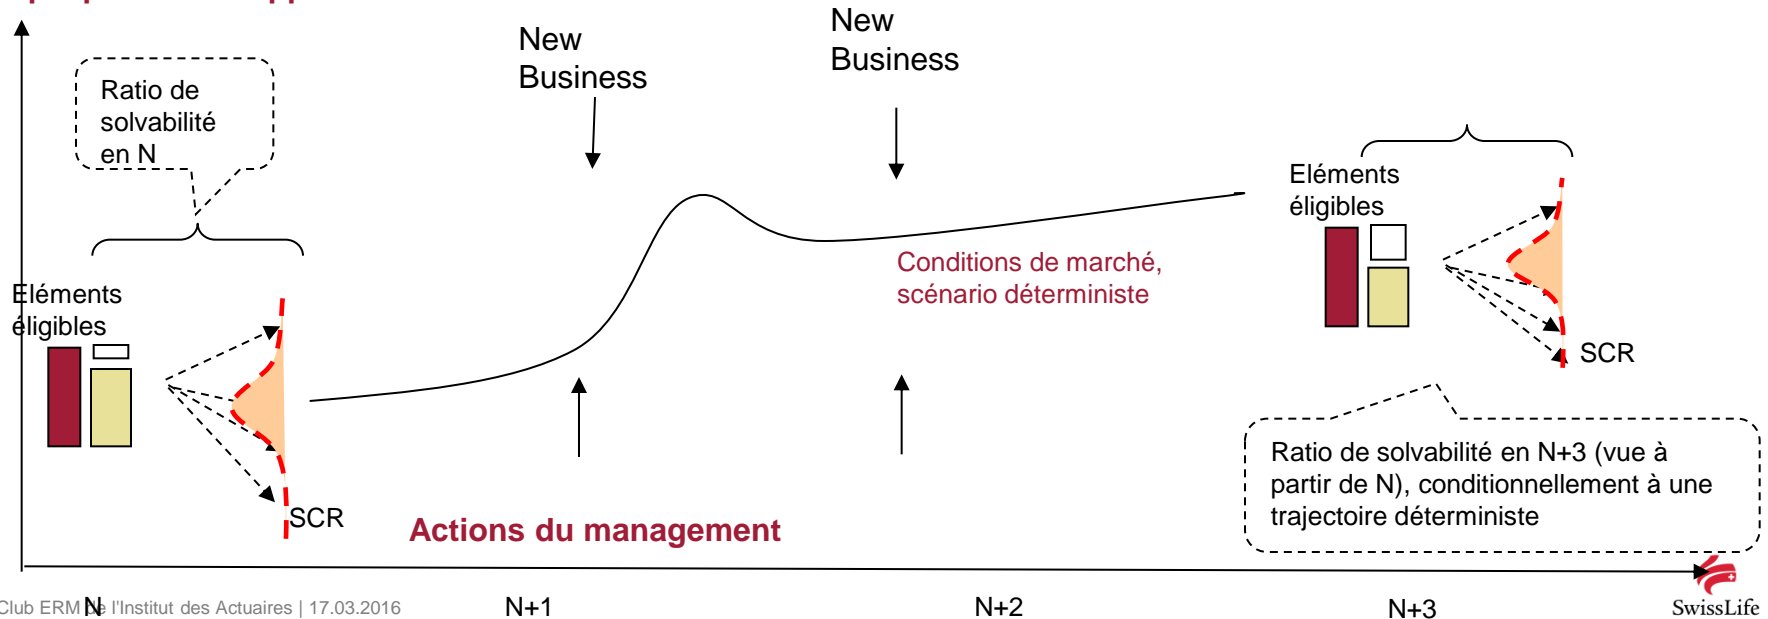 New
Business
New
Business
Ratio de
solvabilité
en N
Eléments
éligibles
Eléments
éligibles
Conditions de marché,
scénario déterministe
SCR
SCR
Ratio de solvabilité en N+3 (vue à
partir de N), conditionnellement à une
trajectoire déterministe
Actions du management
N
N+1
N+2
N+3
Club ERM de l'Institut des Actuaires | 17.03.2016
SwissLife